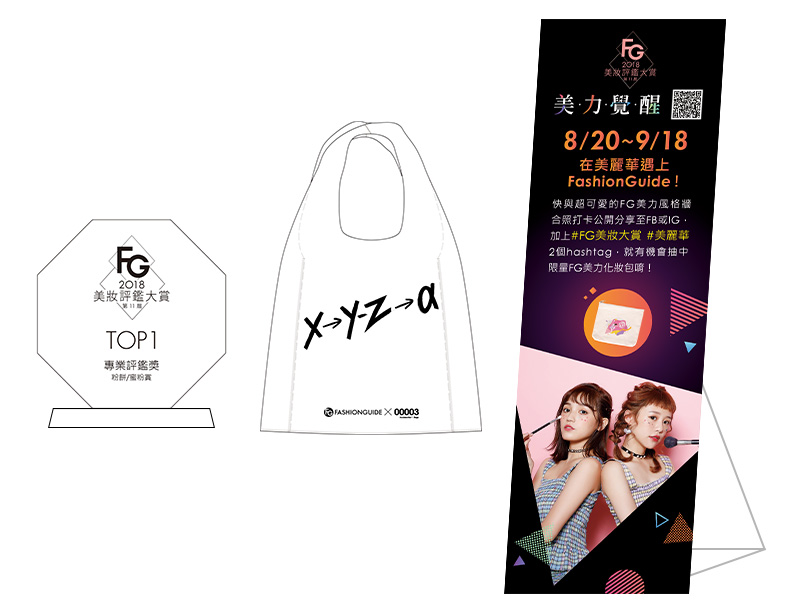 FG
2018
美妝評鑑大賞
第11屆
TOP1
專業評鑑獎
粉餅/蜜粉賞
X→Y-Z→α
FG FASHIONGUIDE × 00003
FG
2018
美妝評鑑大賞
第11屆
美·力·覺·醒
8/20~9/18
在美麗華遇上
FashionGuide!
快與超可愛的FG美力風格牆
合照打卡公開分享至FB或IG，
加上#FG美妝大賞 #美麗華
2個hashtag，就有機會抽中
限量FG美力化妝包唷！